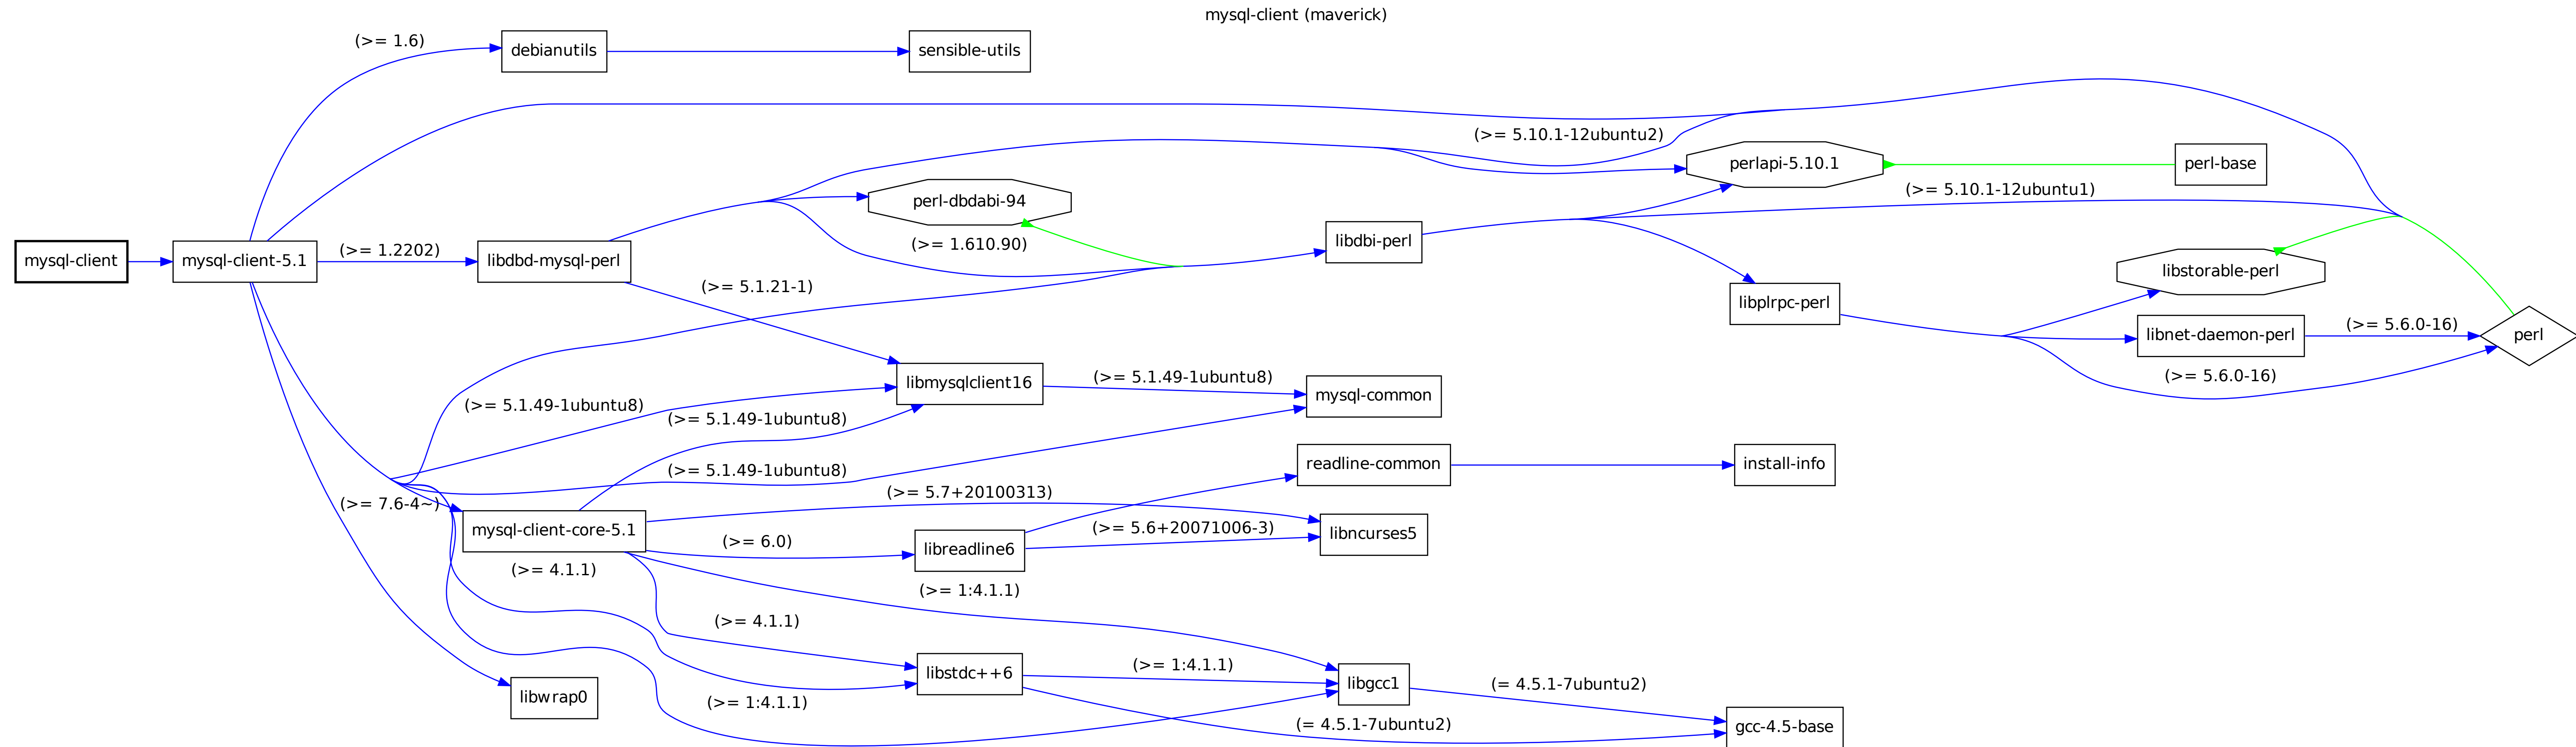 mysql-client (maverick)
(>= 1.6)
debianutils
sensible-utils
(>= 5.10.1-12ubuntu2)
perlapi-5.10.1
perl-base
(>= 5.10.1-12ubuntu1)
perl-dbdabi-94
(>= 1.610.90)
libdbi-perl
mysql-client
mysql-client-5.1
(>= 1.2202)
libdbd-mysql-perl
libstorable-perl
(>= 5.1.21-1)
libplrpc-perl
libnet-daemon-perl
(>= 5.6.0-16)
perl
(>= 5.6.0-16)
libmysqlclient16
(>= 5.1.49-1ubuntu8)
mysql-common
(>= 5.1.49-1ubuntu8)
(>= 5.1.49-1ubuntu8)
(>= 5.1.49-1ubuntu8)
readline-common
install-info
(>= 7.6-4~)
(>= 5.7+20100313)
mysql-client-core-5.1
(>= 6.0)
libreadline6
(>= 5.6+20071006-3)
libncurses5
(>= 4.1.1)
(>= 1:4.1.1)
(>= 4.1.1)
libstdc++6
(>= 1:4.1.1)
libgcc1
(= 4.5.1-7ubuntu2)
libwrap0
(>= 1:4.1.1)
(= 4.5.1-7ubuntu2)
gcc-4.5-base